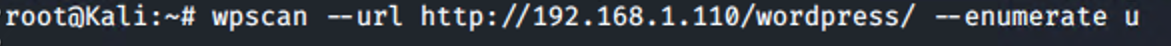 root@Kali:~# wpscan --url http://192.168.1.110/wordpress/ --enumerate u